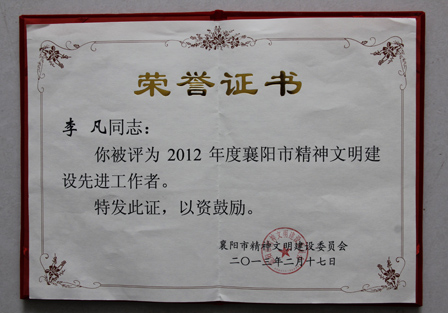 荣誉证书
李 凡同志：
你被评为 2012 年度襄阳市精神文明建
设先进工作者。
特发此证，以资鼓励。
襄阳市精神文明建设委员会
二〇一三年二月十七日